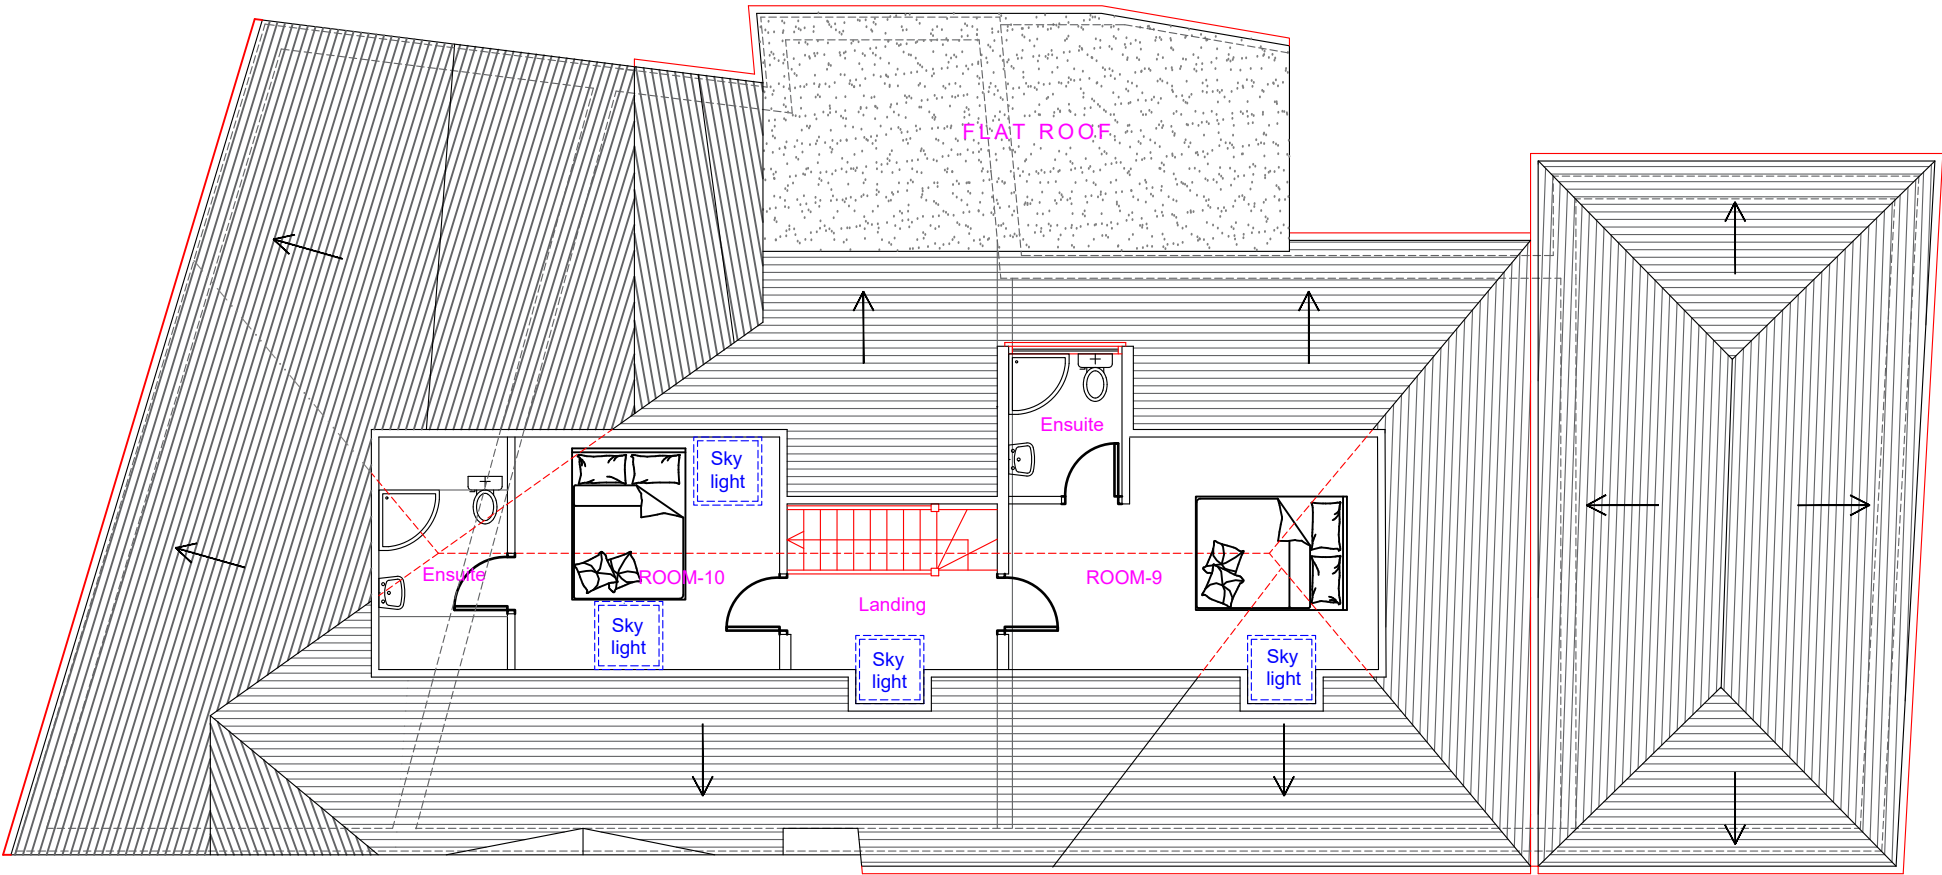 FLAT ROOF
Ensuite
Sky
light
Ensuite
ROOM-10
ROOM-9
Landing
Sky
light
Sky
light
Sky
light